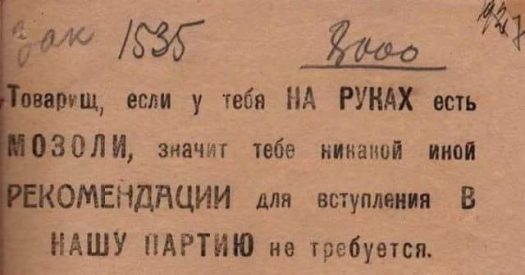 зак 1535 3000 1927
Товарищ, если у тебя НА РУКАХ есть
МОЗОЛИ, значит тебе никакой иной
РЕКОМЕНДАЦИИ для вступления В
НАШУ ПАРТИЮ не требуется.